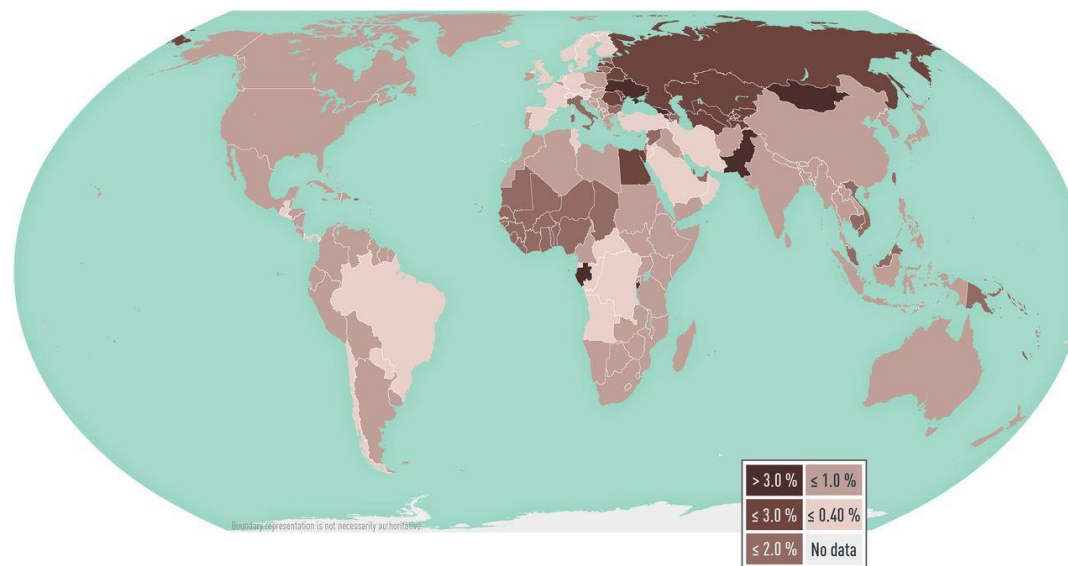 Boundary representation is not necessarily authoritative.
> 3.0 % ≤ 1.0 %
≤ 3.0 % ≤ 0.40 %
≤ 2.0 % No data